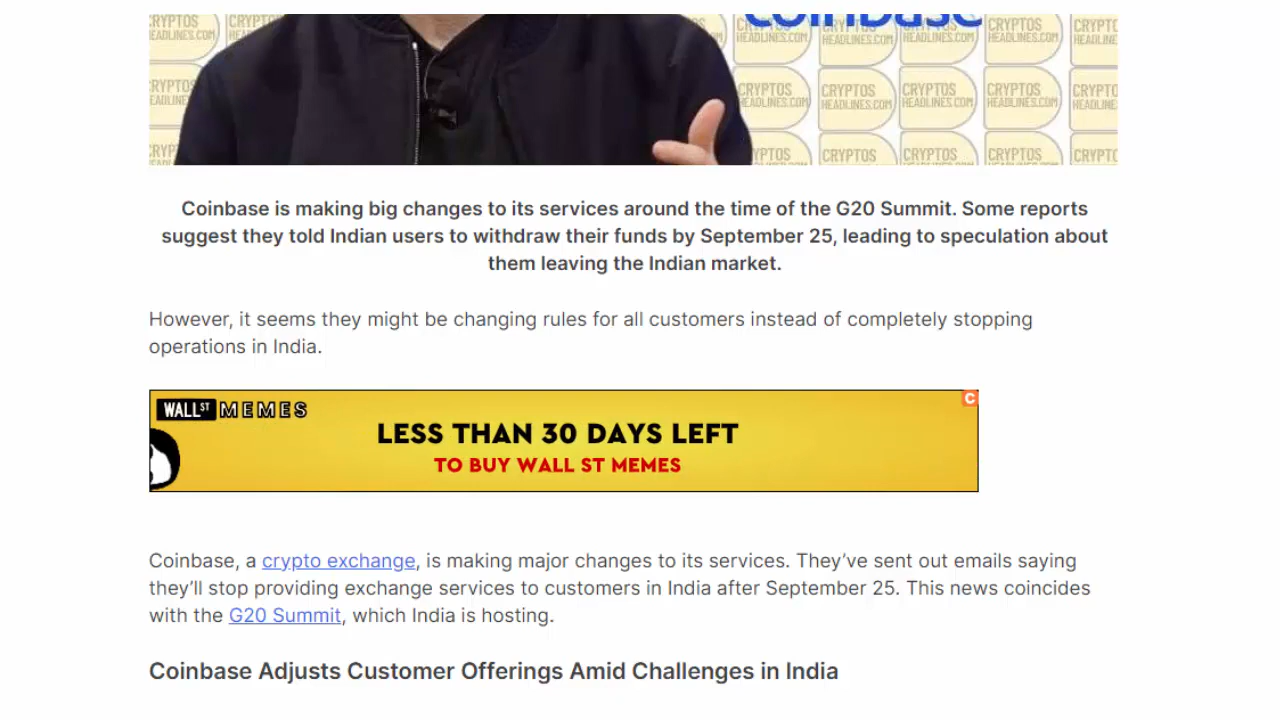 coinbase
CRYPTOS
HEADLINES.COM
Coinbase is making big changes to its services around the time of the G20 Summit. Some reports
suggest they told Indian users to withdraw their funds by September 25, leading to speculation about
them leaving the Indian market.
However, it seems they might be changing rules for all customers instead of completely stopping
operations in India.
WALL ST MEMES
LESS THAN 30 DAYS LEFT
TO BUY WALL ST MEMES
C
Coinbase, a crypto exchange, is making major changes to its services. They’ve sent out emails saying
they’ll stop providing exchange services to customers in India after September 25. This news coincides
with the G20 Summit, which India is hosting.
Coinbase Adjusts Customer Offerings Amid Challenges in India